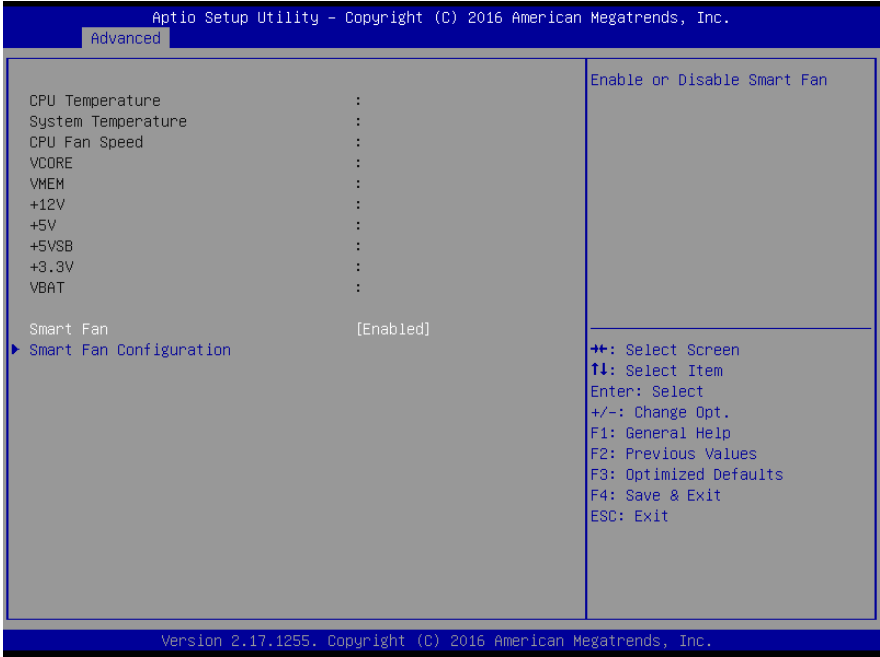 Aptio Setup Utility – Copyright (C) 2016 American Megatrends, Inc.
Advanced
CPU Temperature :
System Temperature :
CPU Fan Speed :
VCORE :
VMEM :
+12V :
+5V :
+5VSB :
+3.3V :
VBAT :
Smart Fan [Enabled]
Smart Fan Configuration
Enable or Disable Smart Fan
→←: Select Screen
↑↓: Select Item
Enter: Select
+/-: Change Opt.
F1: General Help
F2: Previous Values
F3: Optimized Defaults
F4: Save & Exit
ESC: Exit
Version 2.17.1255. Copyright (C) 2016 American Megatrends, Inc.